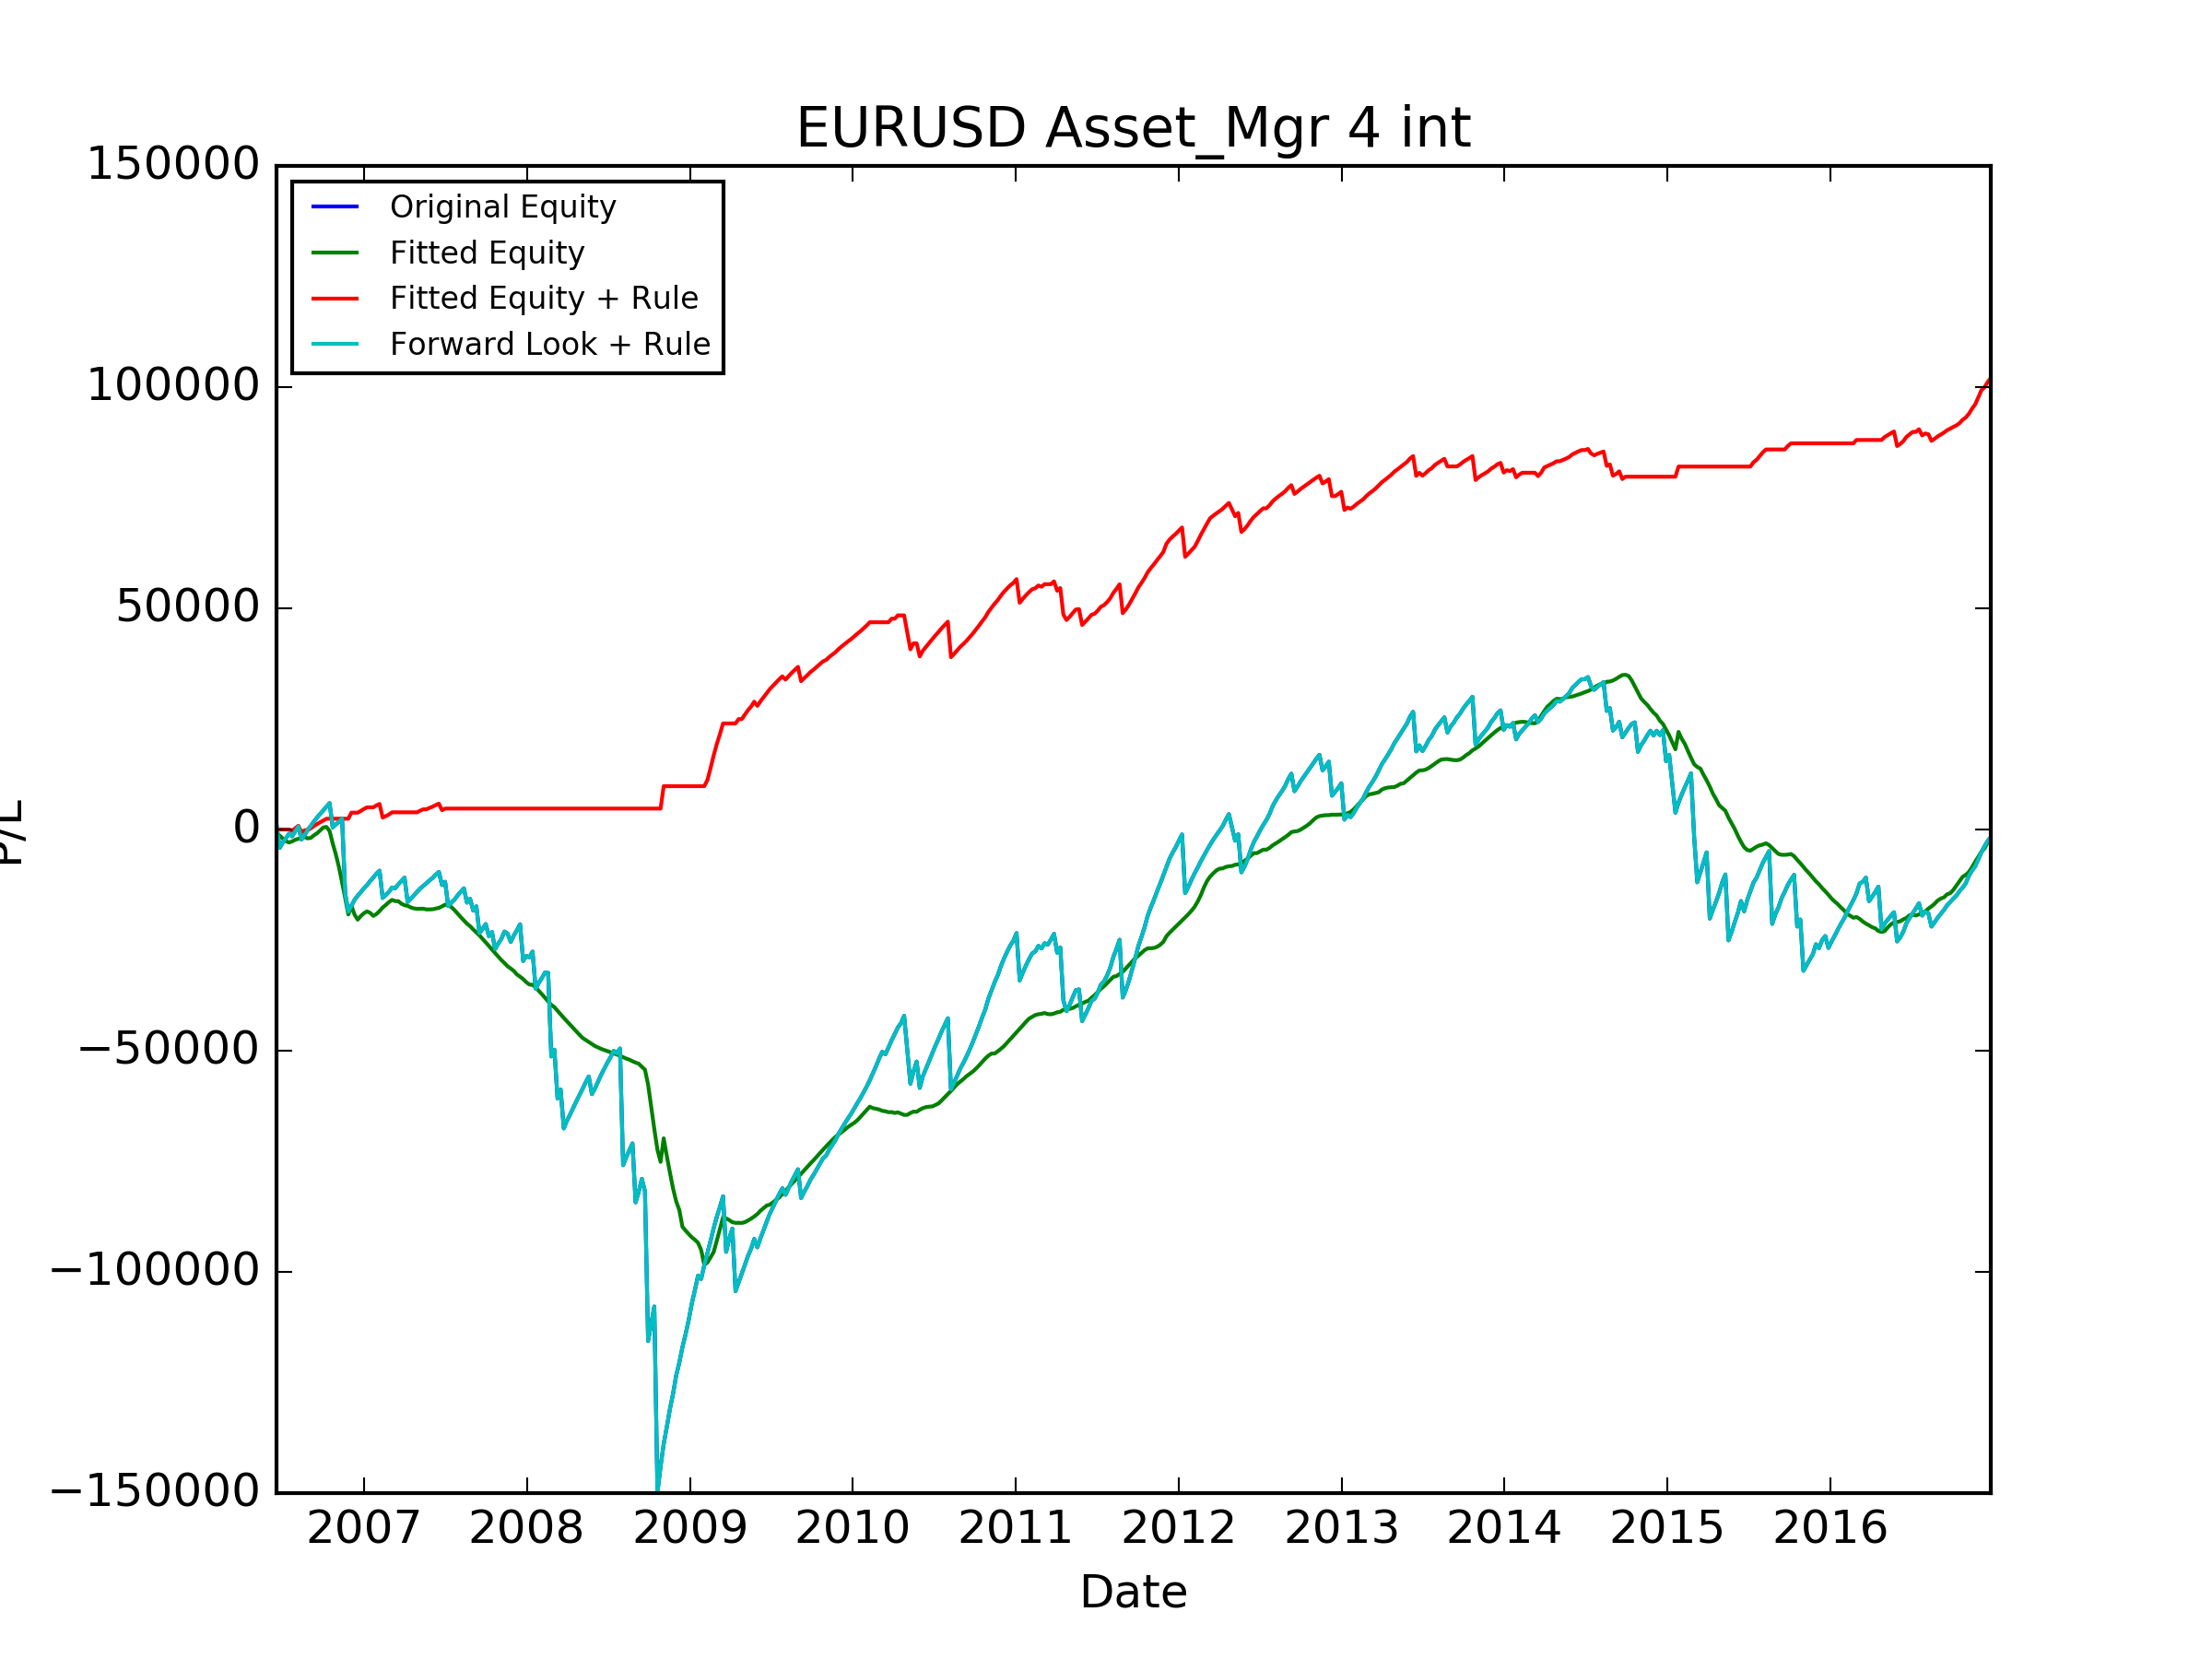 EURUSD Asset_Mgr 4 int
150000
Original Equity
Fitted Equity
Fitted Equity + Rule
Forward Look + Rule
100000
50000
0
P/L
−50000
−100000
−150000
2007 2008 2009 2010 2011 2012 2013 2014 2015 2016
Date